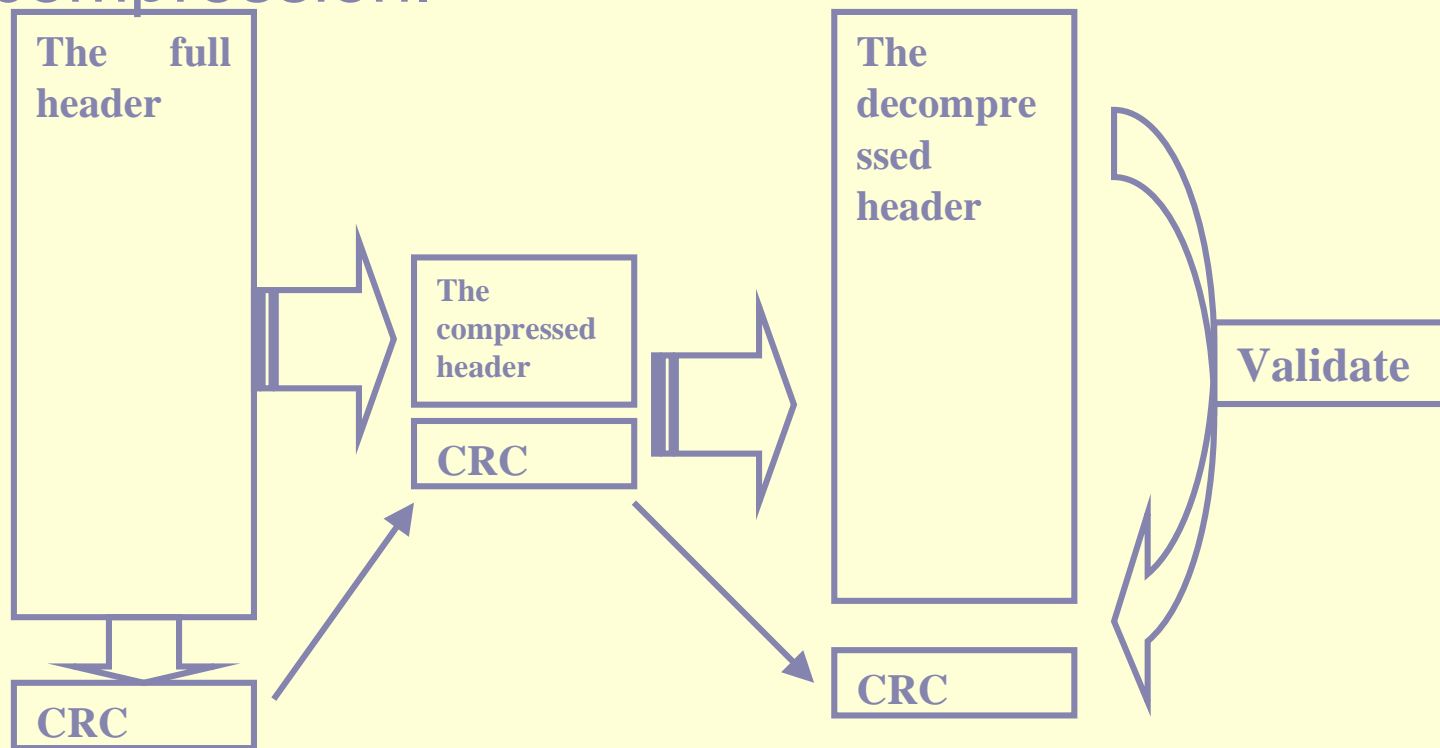 The full
header
CRC
The
compressed
header
CRC
The
decompre
ssed
header
CRC
Validate